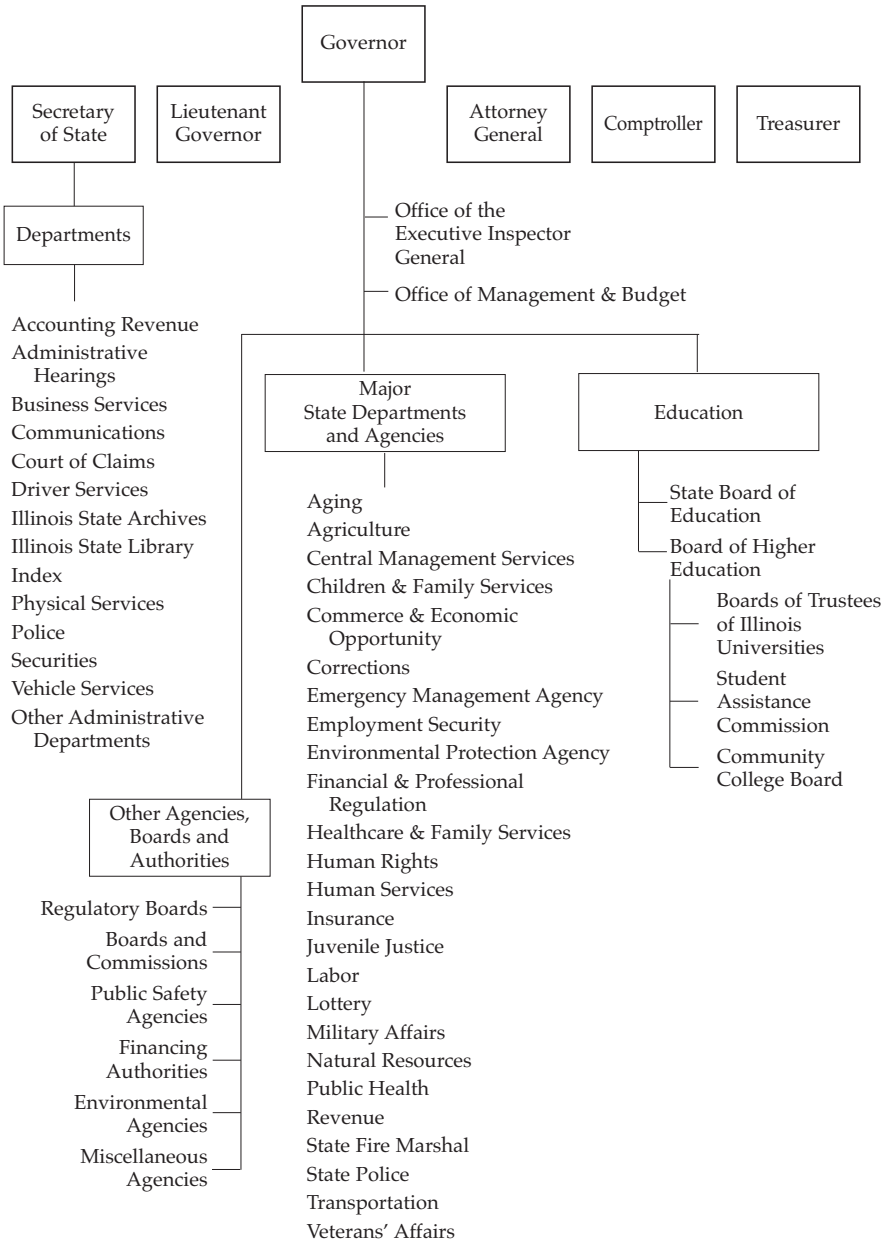 Governor
Secretary
of State
Lieutenant
Governor
Attorney
General
Comptroller
Treasurer
Departments
Accounting Revenue
Administrative
Hearings
Business Services
Communications
Court of Claims
Driver Services
Illinois State Archives
Illinois State Library
Index
Physical Services
Police
Securities
Vehicle Services
Other Administrative
Departments
Office of the
Executive Inspector
General
Office of Management & Budget
Major
State Departments
and Agencies
Aging
Agriculture
Central Management Services
Children & Family Services
Commerce & Economic
Opportunity
Corrections
Emergency Management Agency
Employment Security
Environmental Protection Agency
Financial & Professional
Regulation
Healthcare & Family Services
Human Rights
Human Services
Insurance
Juvenile Justice
Labor
Lottery
Military Affairs
Natural Resources
Public Health
Revenue
State Fire Marshal
State Police
Transportation
Veterans’ Affairs
Education
State Board of
Education
Board of Higher
Education
Boards of Trustees
of Illinois
Universities
Student
Assistance
Commission
Community
College Board
Other Agencies,
Boards and
Authorities
Regulatory Boards
Boards and
Commissions
Public Safety
Agencies
Financing
Authorities
Environmental
Agencies
Miscellaneous
Agencies